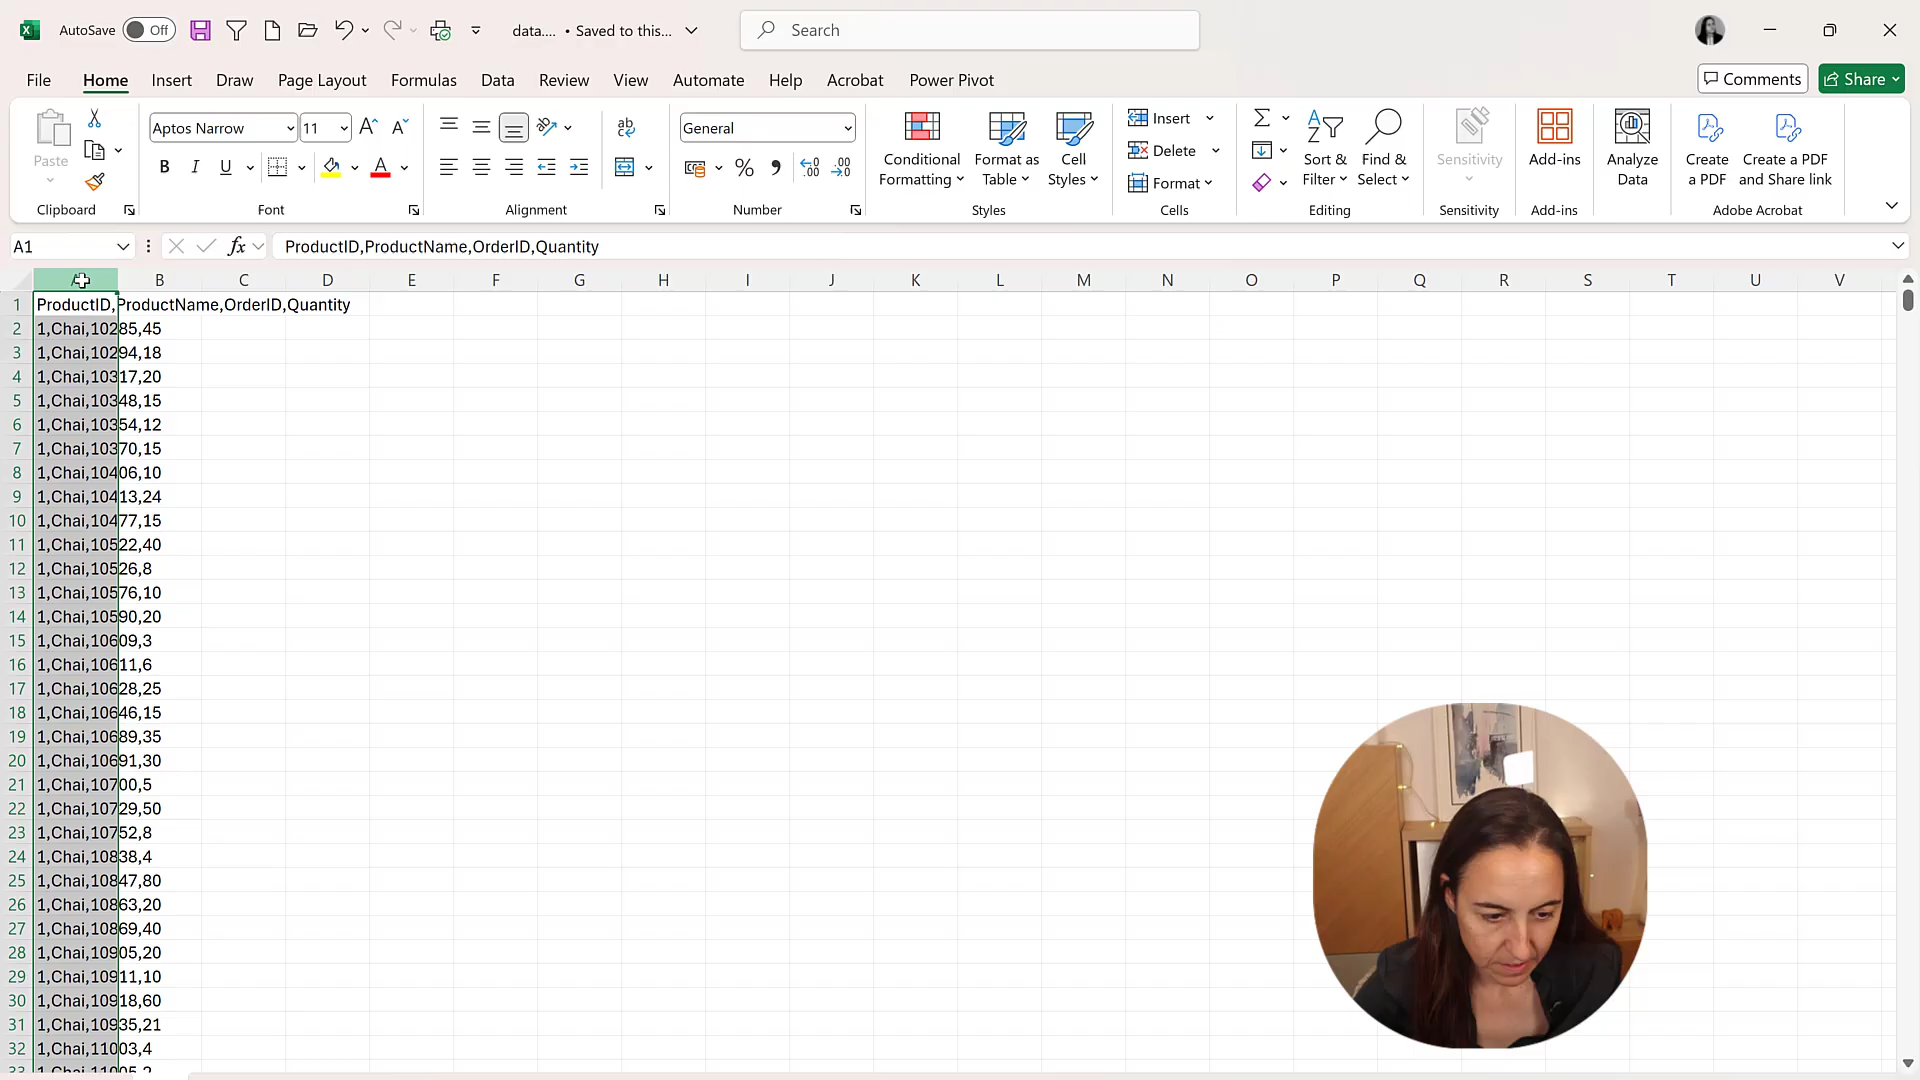 AutoSave Off data.... • Saved to this... Search
File Home Insert Draw Page Layout Formulas Data Review View Automate Help Acrobat Power Pivot Comments Share
Paste
Clipboard
Aptos Narrow 11
B I U
Font
ab
Alignment
General
% 9
Number
Conditional Formatting
Format as Table
Cell Styles
Styles
Insert
Delete
Format
Cells
Sort & Filter
Find & Select
Editing
Sensitivity
Sensitivity
Add-ins
Add-ins
Analyze Data
Create a PDF
Create a PDF and Share link
Adobe Acrobat
A1 fx ProductID,ProductName,OrderID,Quantity
A B C D E F G H I J K L M N O P Q R S T U V
1 ProductID,ProductName,OrderID,Quantity
2 1,Chai,10285,45
3 1,Chai,10294,18
4 1,Chai,10317,20
5 1,Chai,10348,15
6 1,Chai,10354,12
7 1,Chai,10370,15
8 1,Chai,10406,10
9 1,Chai,10413,24
10 1,Chai,10477,15
11 1,Chai,10522,40
12 1,Chai,10526,8
13 1,Chai,10576,10
14 1,Chai,10590,20
15 1,Chai,10609,3
16 1,Chai,10611,6
17 1,Chai,10628,25
18 1,Chai,10646,15
19 1,Chai,10689,35
20 1,Chai,10691,30
21 1,Chai,10700,5
22 1,Chai,10729,50
23 1,Chai,10752,8
24 1,Chai,10838,4
25 1,Chai,10847,80
26 1,Chai,10863,20
27 1,Chai,10869,40
28 1,Chai,10905,20
29 1,Chai,10911,10
30 1,Chai,10918,60
31 1,Chai,10935,21
32 1,Chai,11003,4
33 1,Chai,11005,2